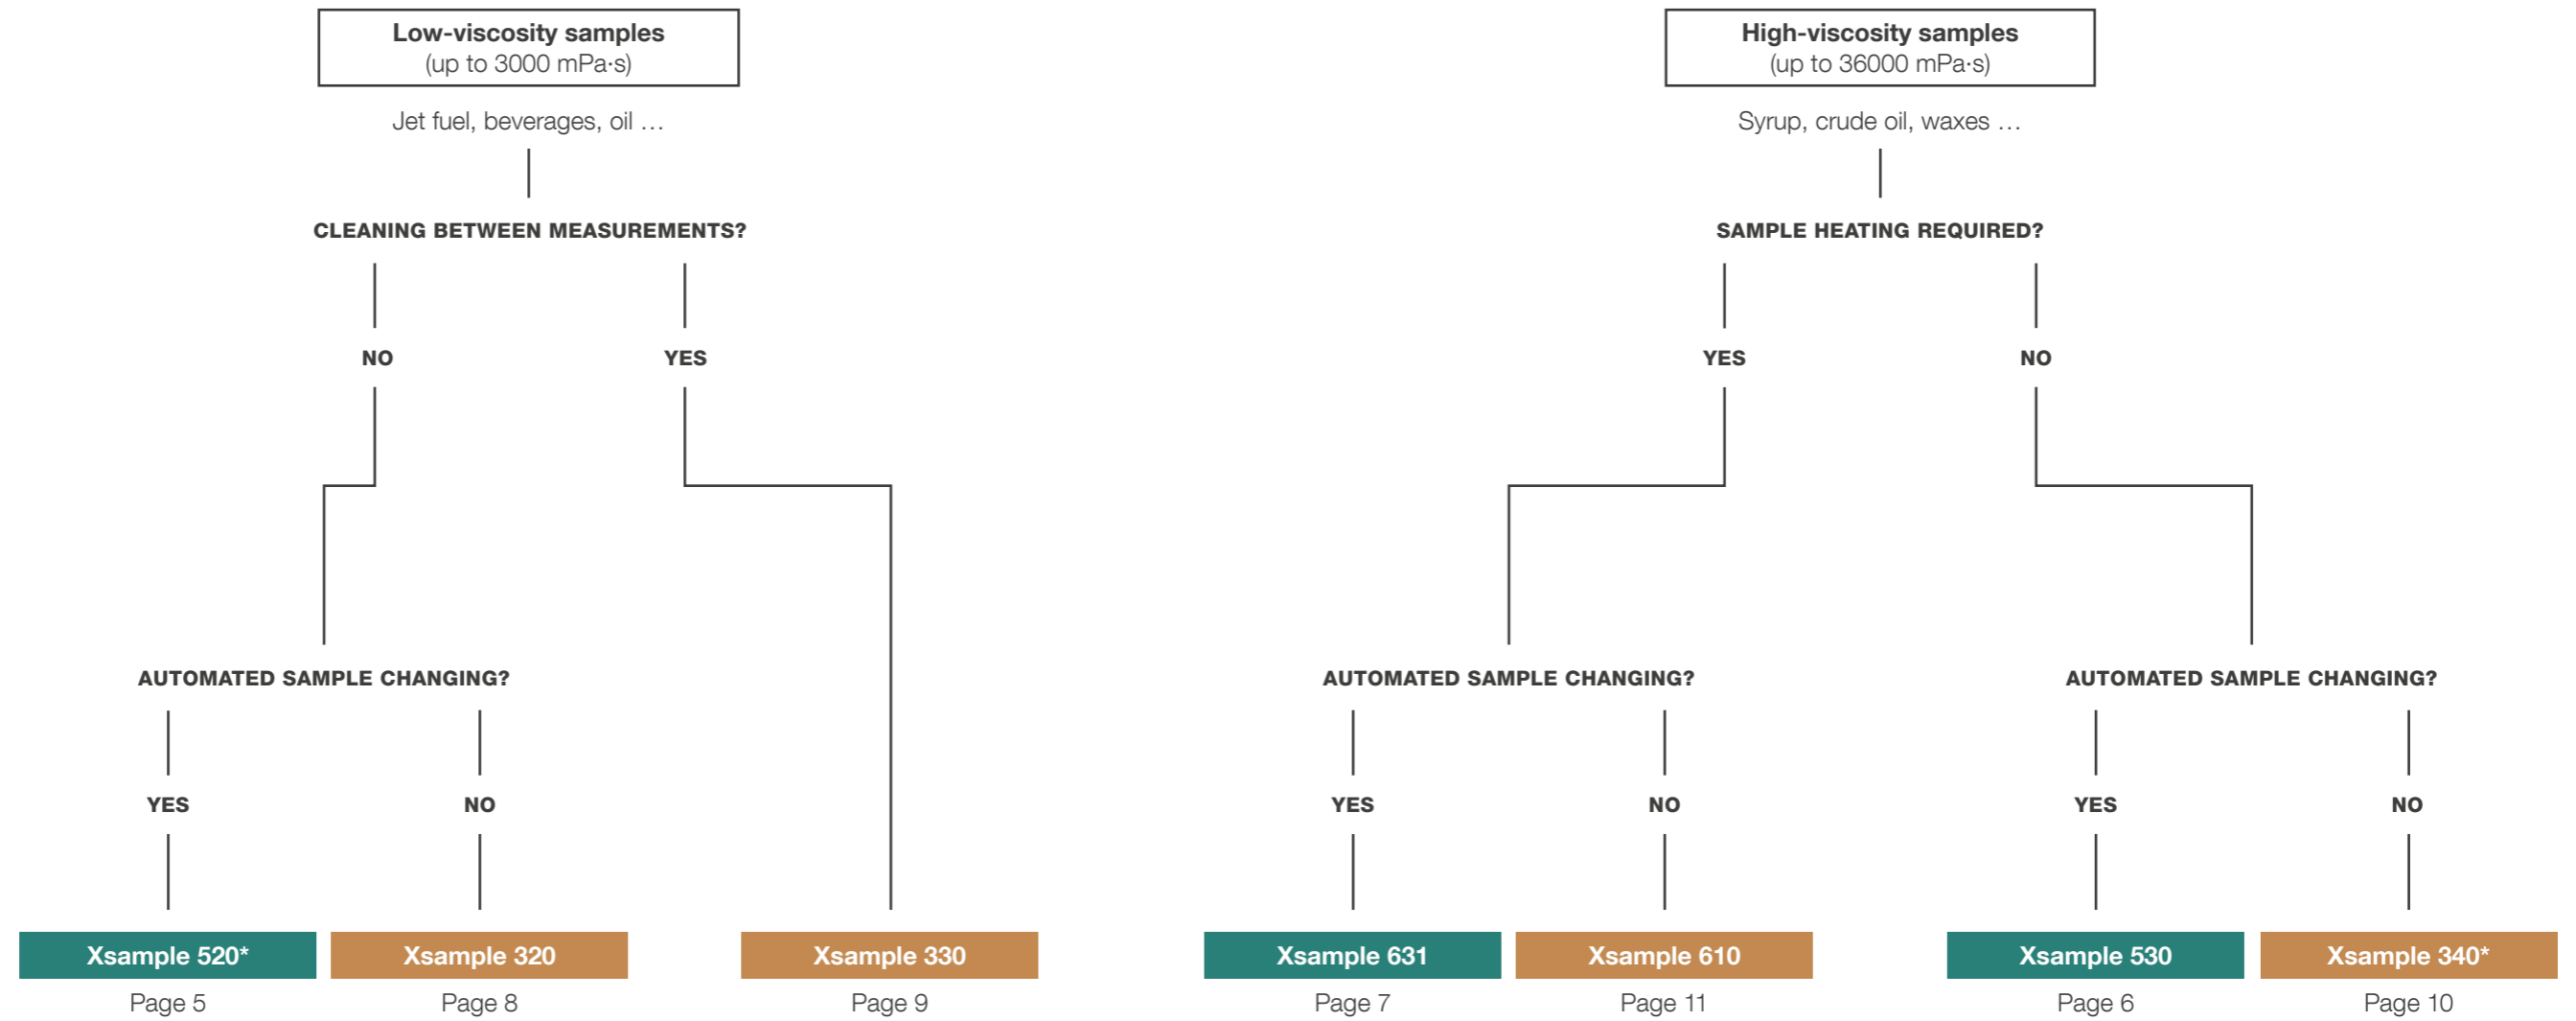 Low-viscosity samples
(up to 3000 mPa·s)
Jet fuel, beverages, oil …
CLEANING BETWEEN MEASUREMENTS?
NO
YES
AUTOMATED SAMPLE CHANGING?
YES
NO
Xsample 520*
Page 5
Xsample 320
Page 8
Xsample 330
Page 9
High-viscosity samples
(up to 36000 mPa·s)
Syrup, crude oil, waxes …
SAMPLE HEATING REQUIRED?
YES
NO
AUTOMATED SAMPLE CHANGING?
YES
NO
Xsample 631
Page 7
Xsample 610
Page 11
AUTOMATED SAMPLE CHANGING?
YES
NO
Xsample 530
Page 6
Xsample 340*
Page 10